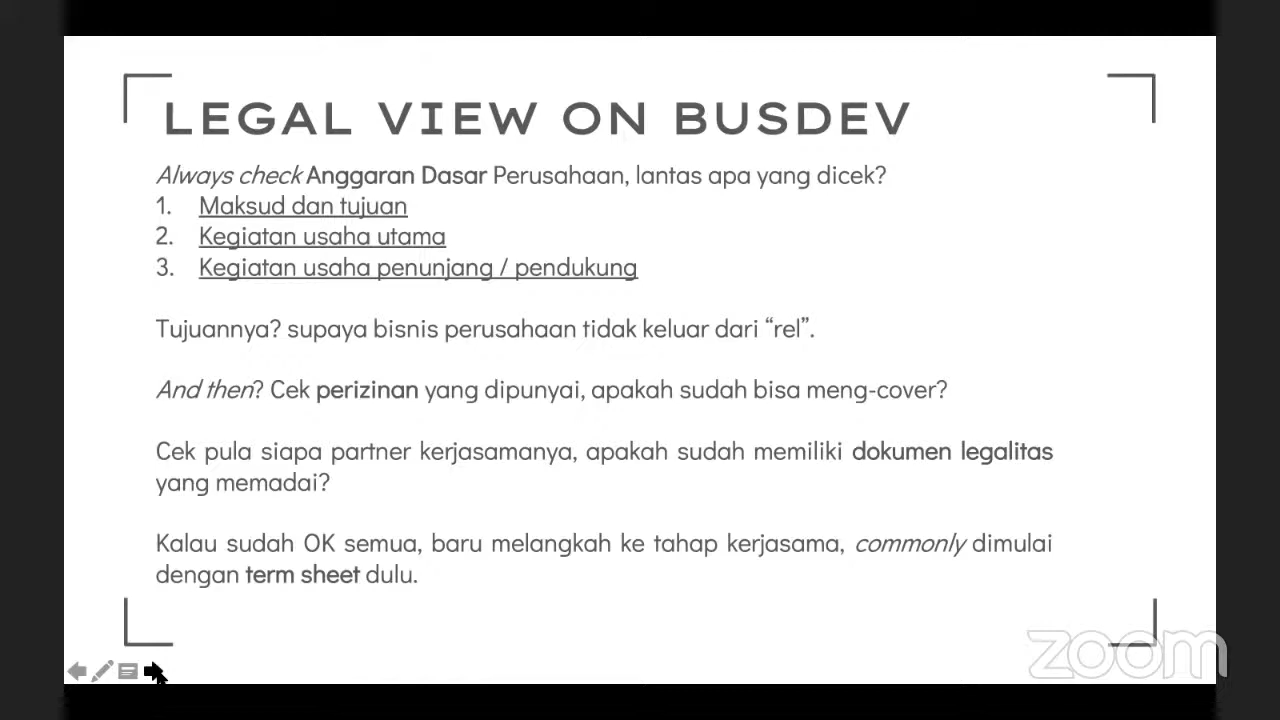 LEGAL VIEW ON BUSDEV
Always check Anggaran Dasar Perusahaan, lantas apa yang dicek?
1. Maksud dan tujuan
2. Kegiatan usaha utama
3. Kegiatan usaha penunjang / pendukung
Tujuannya? supaya bisnis perusahaan tidak keluar dari “rel”.
And then? Cek perizinan yang dipunyai, apakah sudah bisa meng-cover?
Cek pula siapa partner kerjasamanya, apakah sudah memiliki dokumen legalitas
yang memadai?
Kalau sudah OK semua, baru melangkah ke tahap kerjasama, commonly dimulai
dengan term sheet dulu.
zoom